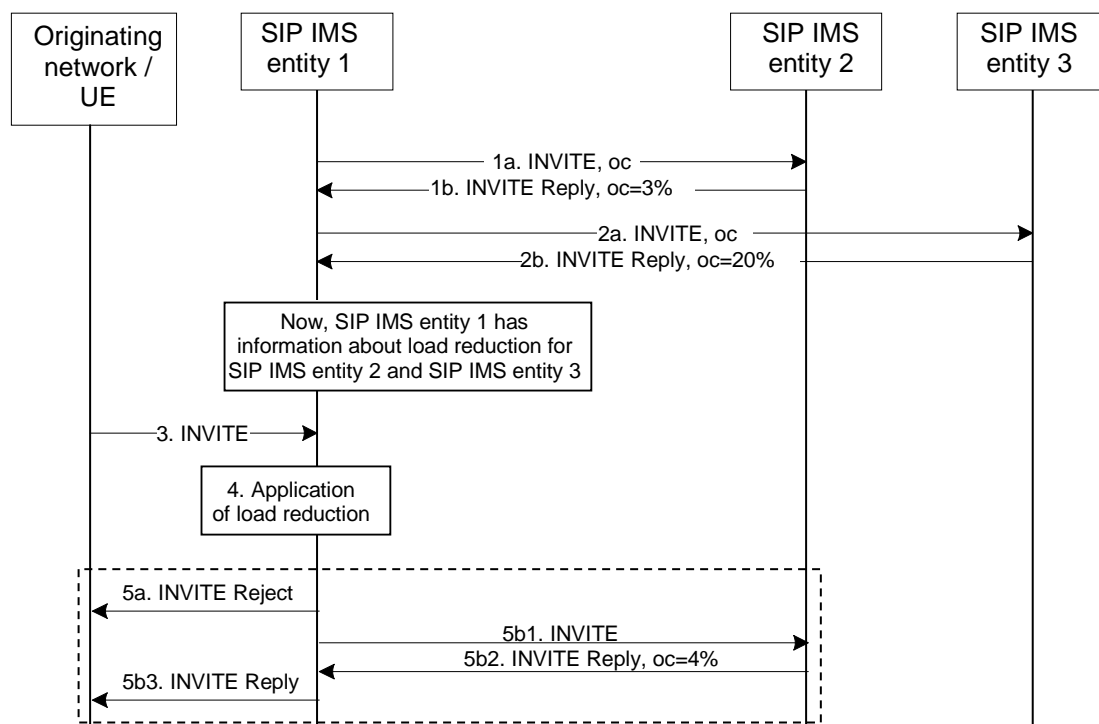 Originating
network /
UE
SIP IMS
entity 1
SIP IMS
entity 2
SIP IMS
entity 3
1a. INVITE, oc
1b. INVITE Reply, oc=3%
2a. INVITE, oc
2b. INVITE Reply, oc=20%
Now, SIP IMS entity 1 has
information about load reduction for
SIP IMS entity 2 and SIP IMS entity 3
3. INVITE
4. Application
of load reduction
5a. INVITE Reject
5b1. INVITE
5b2. INVITE Reply, oc=4%
5b3. INVITE Reply